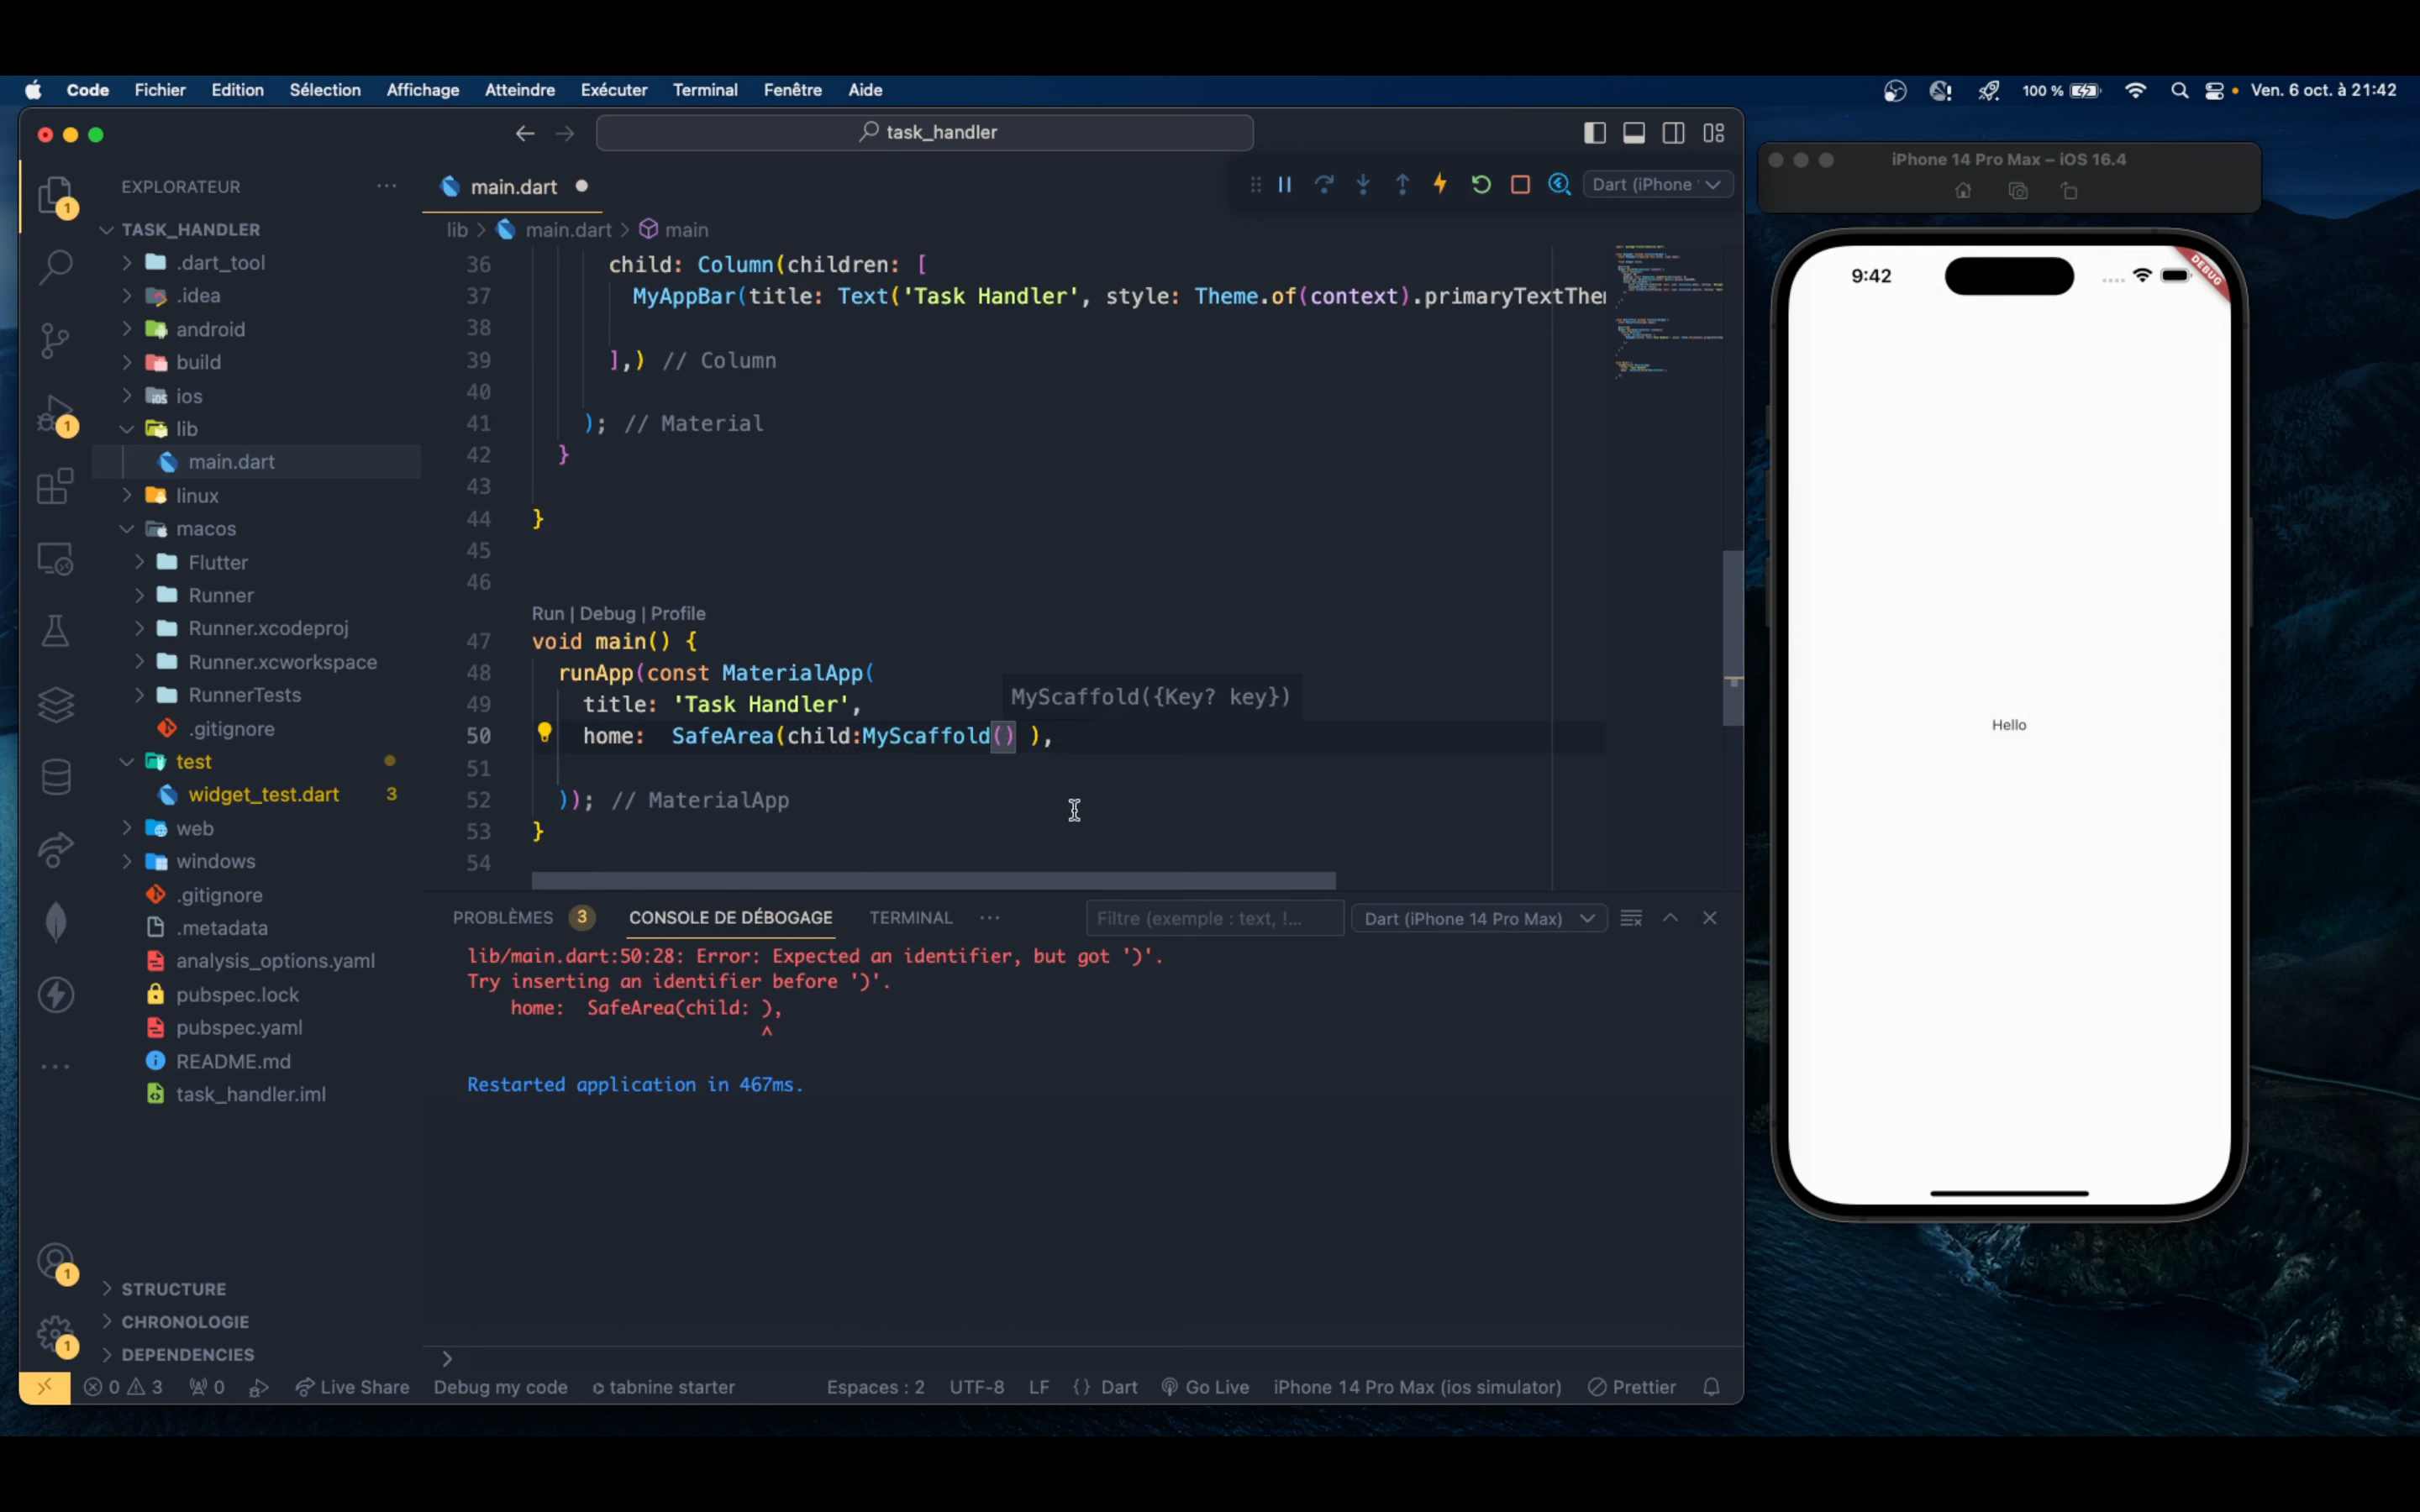 Code Fichier Edition Sélection Affichage Atteindre Exécuter Terminal Fenêtre Aide 100 % Ven. 6 oct. à 21:42
task_handler
EXPLORATEUR
TASK_HANDLER
.dart_tool
.idea
android
build
ios
lib
main.dart
linux
macos
Flutter
Runner
Runner.xcodeproj
Runner.xcworkspace
RunnerTests
.gitignore
test
widget_test.dart 3
web
windows
.gitignore
.metadata
analysis_options.yaml
pubspec.lock
pubspec.yaml
README.md
task_handler.iml
STRUCTURE
CHRONOLOGIE
DEPENDENCIES
1
1
1
1
main.dart
Dart (iPhone
lib > main.dart > main
36 child: Column(children: [
37 MyAppBar(title: Text('Task Handler', style: Theme.of(context).primaryTextThe
38
39 ],) // Column
40
41 ); // Material
42 }
43
44 }
45
46
Run | Debug | Profile
47 void main() {
48 runApp(const MaterialApp(
49 title: 'Task Handler',
MyScaffold({Key? key})
50 home:  SafeArea(child:MyScaffold() ),
51
52 )); // MaterialApp
53 }
54
PROBLÈMES 3 CONSOLE DE DÉBOGAGE TERMINAL Filtre (exemple : text, !... Dart (iPhone 14 Pro Max)
lib/main.dart:50:28: Error: Expected an identifier, but got ')'.
Try inserting an identifier before ')'.
home:  SafeArea(child: ),
^
Restarted application in 467ms.
>
0 3 0 Live Share Debug my code tabnine starter Espaces : 2 UTF-8 LF {} Dart Go Live iPhone 14 Pro Max (ios simulator) Prettier
iPhone 14 Pro Max – iOS 16.4
9:42
DEBUG
Hello